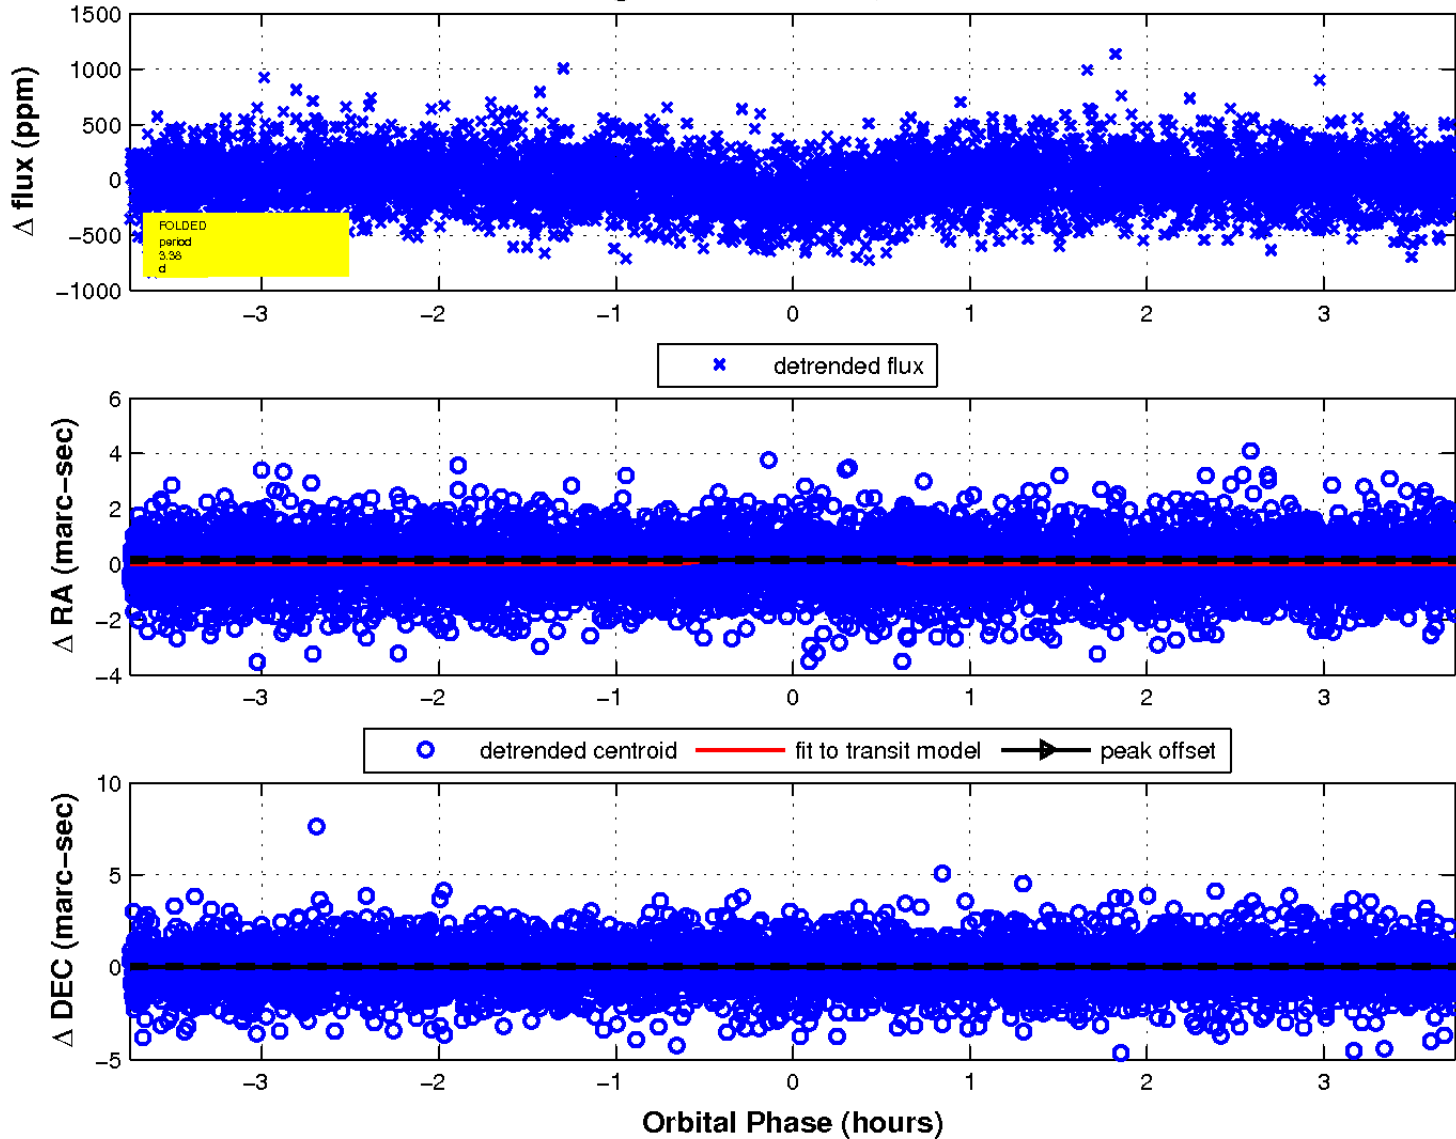 1500
1000
500
0
−500
−1000
Δ flux (ppm)
FOLDED
period
3.38
d
−3 −2 −1 0 1 2 3
detrended flux
6
4
2
0
−2
−4
Δ RA (marc−sec)
−3 −2 −1 0 1 2 3
detrended centroid fit to transit model peak offset
10
5
0
−5
Δ DEC (marc−sec)
−3 −2 −1 0 1 2 3
Orbital Phase (hours)